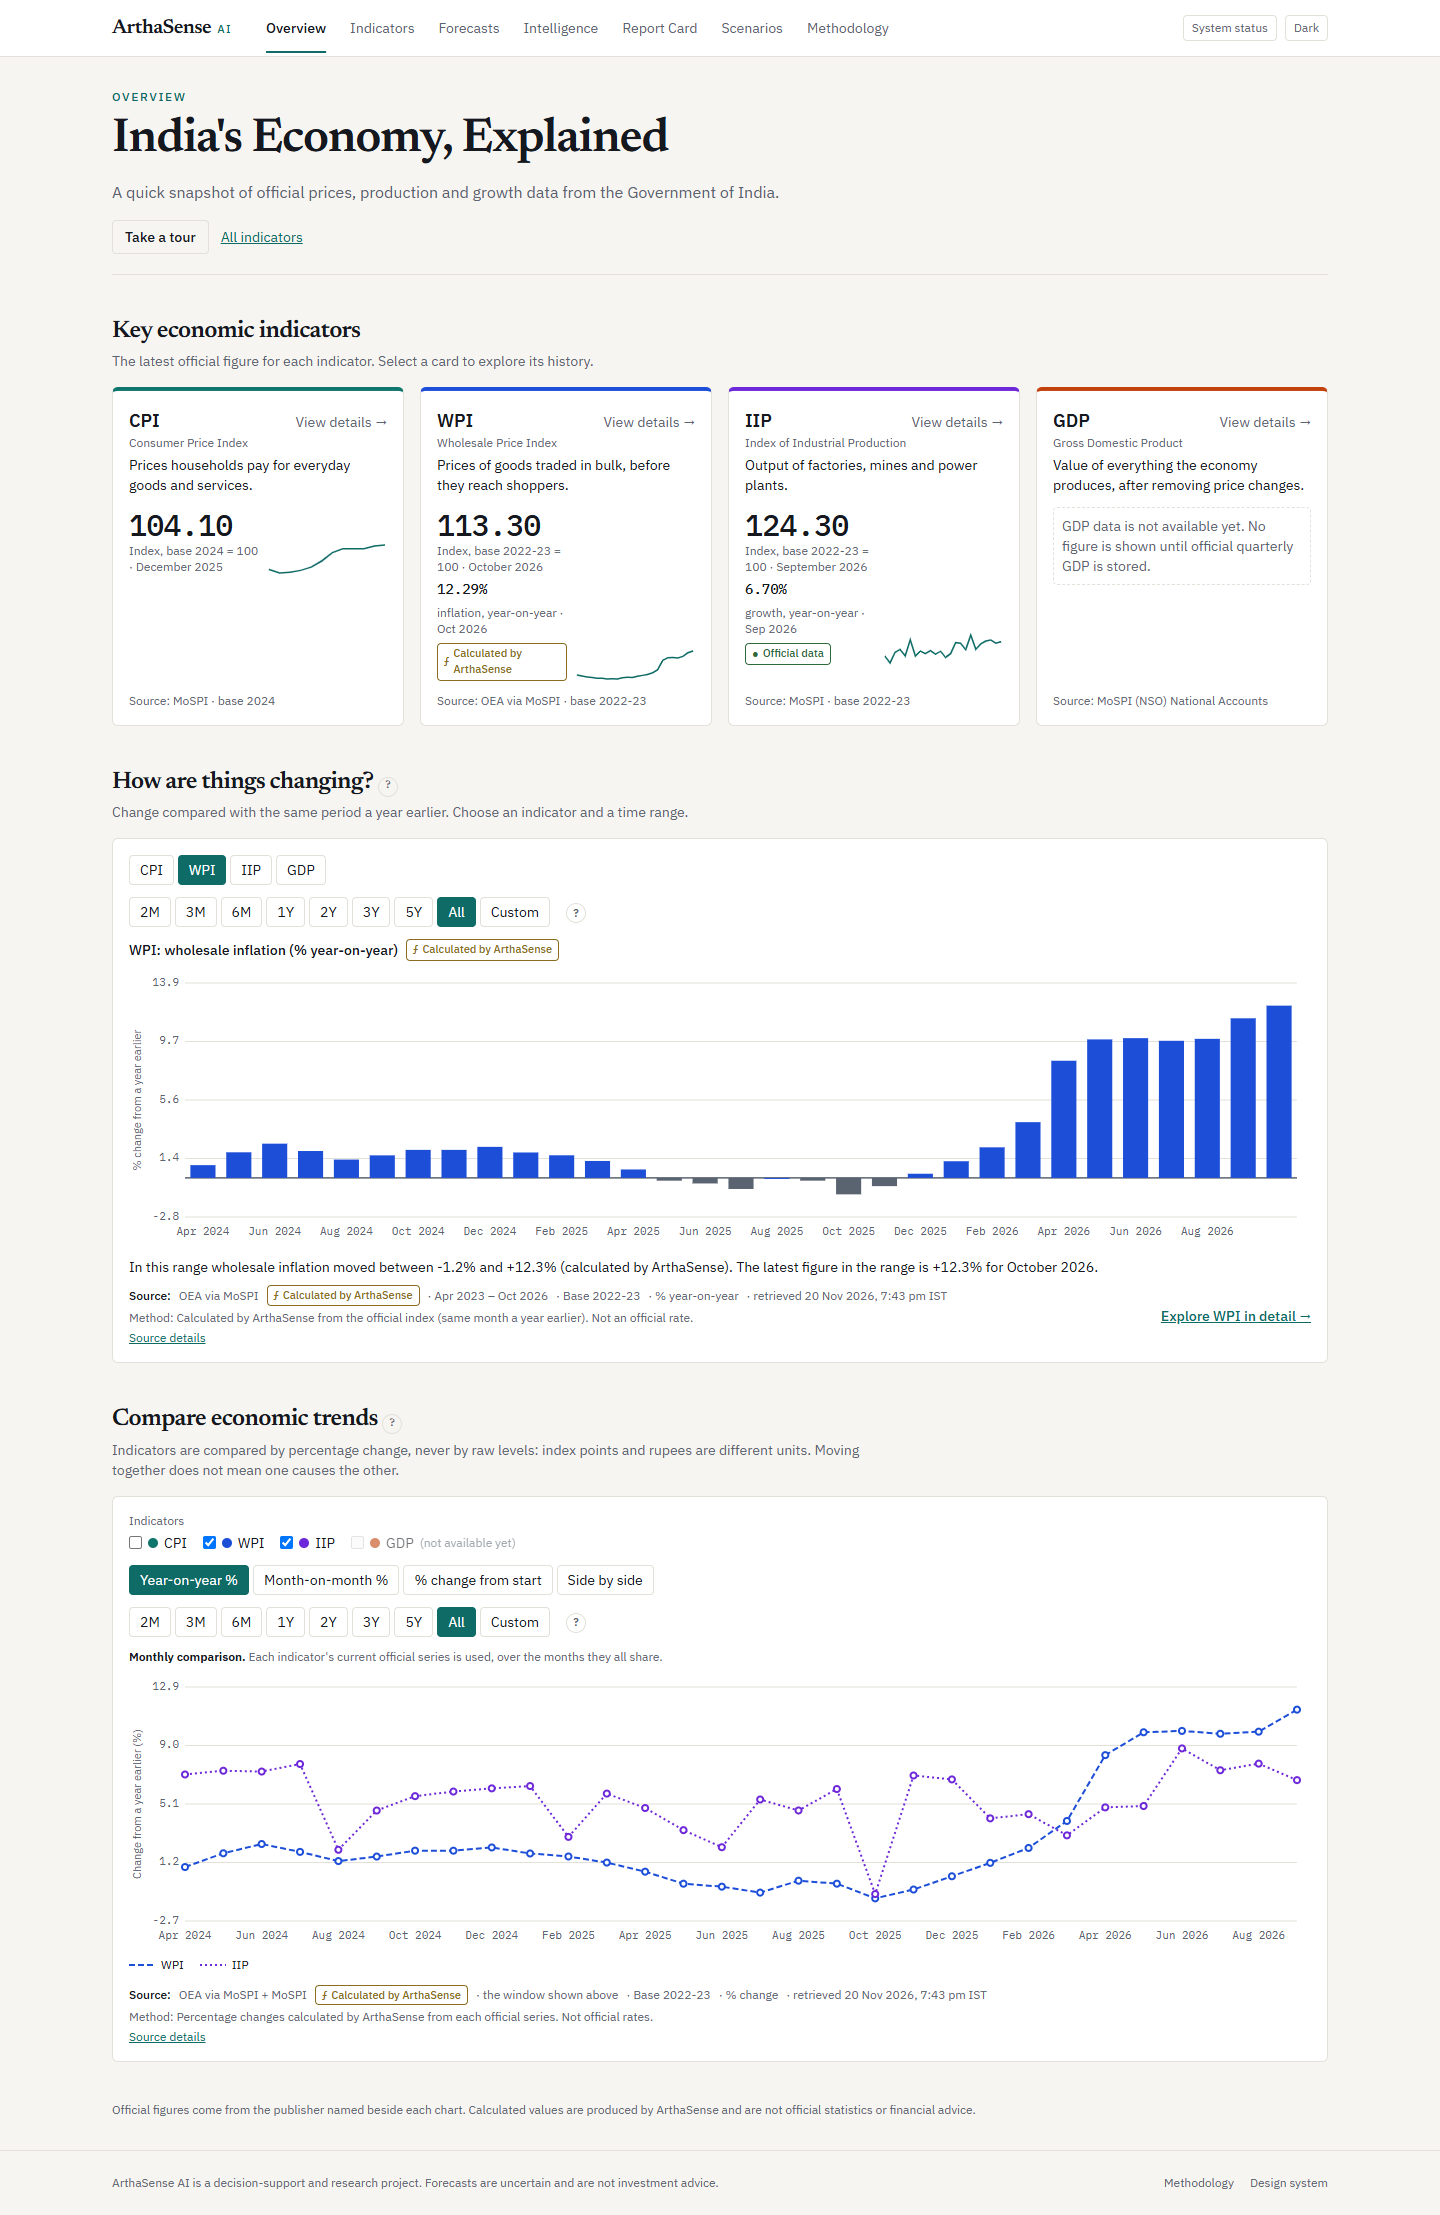 ArthaSense AI
Overview
Indicators
Forecasts
Intelligence
Report Card
Scenarios
Methodology
System status
Dark
OVERVIEW
India's Economy, Explained
A quick snapshot of official prices, production and growth data from the Government of India.
Take a tour
All indicators
Key economic indicators
The latest official figure for each indicator. Select a card to explore its history.
CPI
View details →
Consumer Price Index
Prices households pay for everyday
goods and services.
104.10
Index, base 2024 = 100
· December 2025
Source: MoSPI · base 2024
WPI
View details →
Wholesale Price Index
Prices of goods traded in bulk, before
they reach shoppers.
113.30
Index, base 2022-23 =
100 · October 2026
12.29%
inflation, year-on-year ·
Oct 2026
ƒ Calculated by
ArthaSense
Source: OEA via MoSPI · base 2022-23
IIP
View details →
Index of Industrial Production
Output of factories, mines and power
plants.
124.30
Index, base 2022-23 =
100 · September 2026
6.70%
growth, year-on-year ·
Sep 2026
● Official data
Source: MoSPI · base 2022-23
GDP
View details →
Gross Domestic Product
Value of everything the economy
produces, after removing price changes.
GDP data is not available yet. No
figure is shown until official quarterly
GDP is stored.
Source: MoSPI (NSO) National Accounts
How are things changing? ?
Change compared with the same period a year earlier. Choose an indicator and a time range.
CPI WPI IIP GDP
2M 3M 6M 1Y 2Y 3Y 5Y All Custom ?
WPI: wholesale inflation (% year-on-year) ƒ Calculated by ArthaSense
% change from a year earlier
13.9
9.7
5.6
1.4
-2.8
Apr 2024 Jun 2024 Aug 2024 Oct 2024 Dec 2024 Feb 2025 Apr 2025 Jun 2025 Aug 2025 Oct 2025 Dec 2025 Feb 2026 Apr 2026 Jun 2026 Aug 2026
In this range wholesale inflation moved between -1.2% and +12.3% (calculated by ArthaSense). The latest figure in the range is +12.3% for October 2026.
Source: OEA via MoSPI ƒ Calculated by ArthaSense · Apr 2023 – Oct 2026 · Base 2022-23 · % year-on-year · retrieved 20 Nov 2026, 7:43 pm IST
Method: Calculated by ArthaSense from the official index (same month a year earlier). Not an official rate.
Source details
Explore WPI in detail →
Compare economic trends ?
Indicators are compared by percentage change, never by raw levels: index points and rupees are different units. Moving
together does not mean one causes the other.
Indicators
CPI WPI IIP GDP (not available yet)
Year-on-year % Month-on-month % % change from start Side by side
2M 3M 6M 1Y 2Y 3Y 5Y All Custom ?
Monthly comparison. Each indicator's current official series is used, over the months they all share.
Change from a year earlier (%)
12.9
9.0
5.1
1.2
-2.7
Apr 2024 Jun 2024 Aug 2024 Oct 2024 Dec 2024 Feb 2025 Apr 2025 Jun 2025 Aug 2025 Oct 2025 Dec 2025 Feb 2026 Apr 2026 Jun 2026 Aug 2026
WPI IIP
Source: OEA via MoSPI + MoSPI ƒ Calculated by ArthaSense · the window shown above · Base 2022-23 · % change · retrieved 20 Nov 2026, 7:43 pm IST
Method: Percentage changes calculated by ArthaSense from each official series. Not official rates.
Source details
Official figures come from the publisher named beside each chart. Calculated values are produced by ArthaSense and are not official statistics or financial advice.
ArthaSense AI is a decision-support and research project. Forecasts are uncertain and are not investment advice.
Methodology
Design system